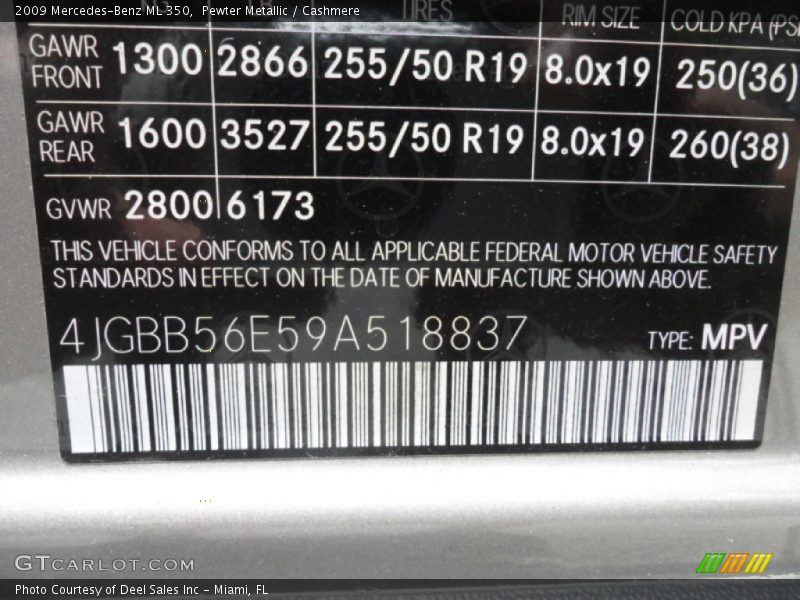 2009 Mercedes-Benz ML 350, Pewter Metallic / Cashmere
TIRES RIM SIZE COLD KPA (PSI
GAWR FRONT 1300 2866 255/50 R19 8.0x19 250(36)
GAWR REAR 1600 3527 255/50 R19 8.0x19 260(38)
GVWR 2800 6173
THIS VEHICLE CONFORMS TO ALL APPLICABLE FEDERAL MOTOR VEHICLE SAFETY
STANDARDS IN EFFECT ON THE DATE OF MANUFACTURE SHOWN ABOVE.
4JGBB56E59A518837 TYPE: MPV
GTCARLOT.COM
Photo Courtesy of Deel Sales Inc - Miami, FL